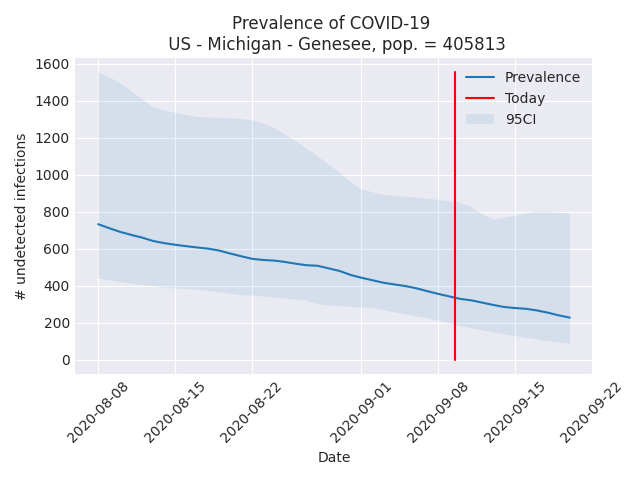 Prevalence of COVID-19
US - Michigan - Genesee, pop. = 405813
1600
1400
1200
1000
800
600
400
200
0
# undetected infections
Prevalence
Today
95CI
2020-08-08
2020-08-15
2020-08-22
2020-09-01
2020-09-08
2020-09-15
2020-09-22
Date